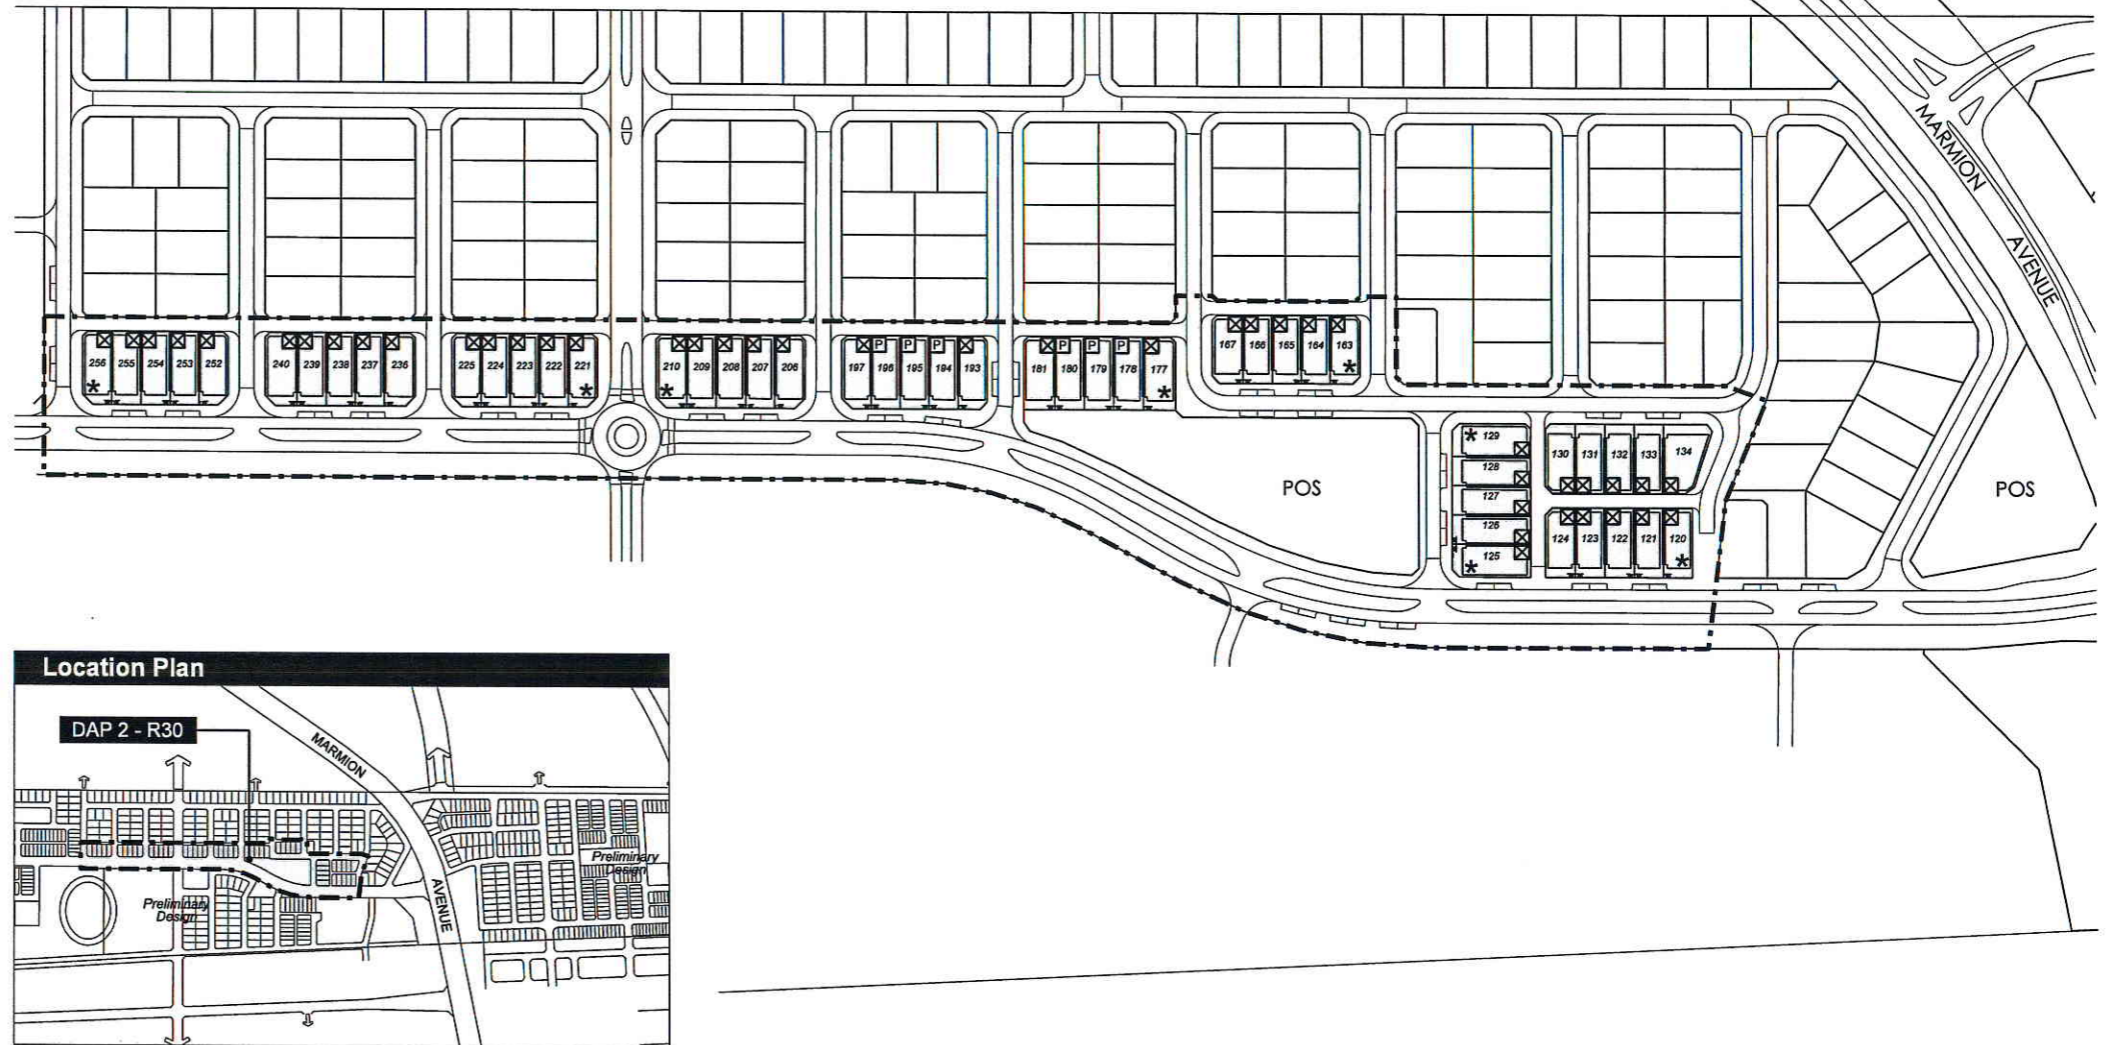 MARMION
AVENUE
256 255 254 253 252
240 239 238 237 236
225 224 223 222 221
210 209 208 207 206
P P P
197 196 195 194 193
P P P
181 180 179 178 177
167 166 165 164 163
* * * * * *
* 129
128
127
126
125
*
130 131 132 133 134
124 123 122 121 120
*
POS
POS
Location Plan
DAP 2 - R30
MARMION
AVENUE
Preliminary
Design
Preliminary
Design